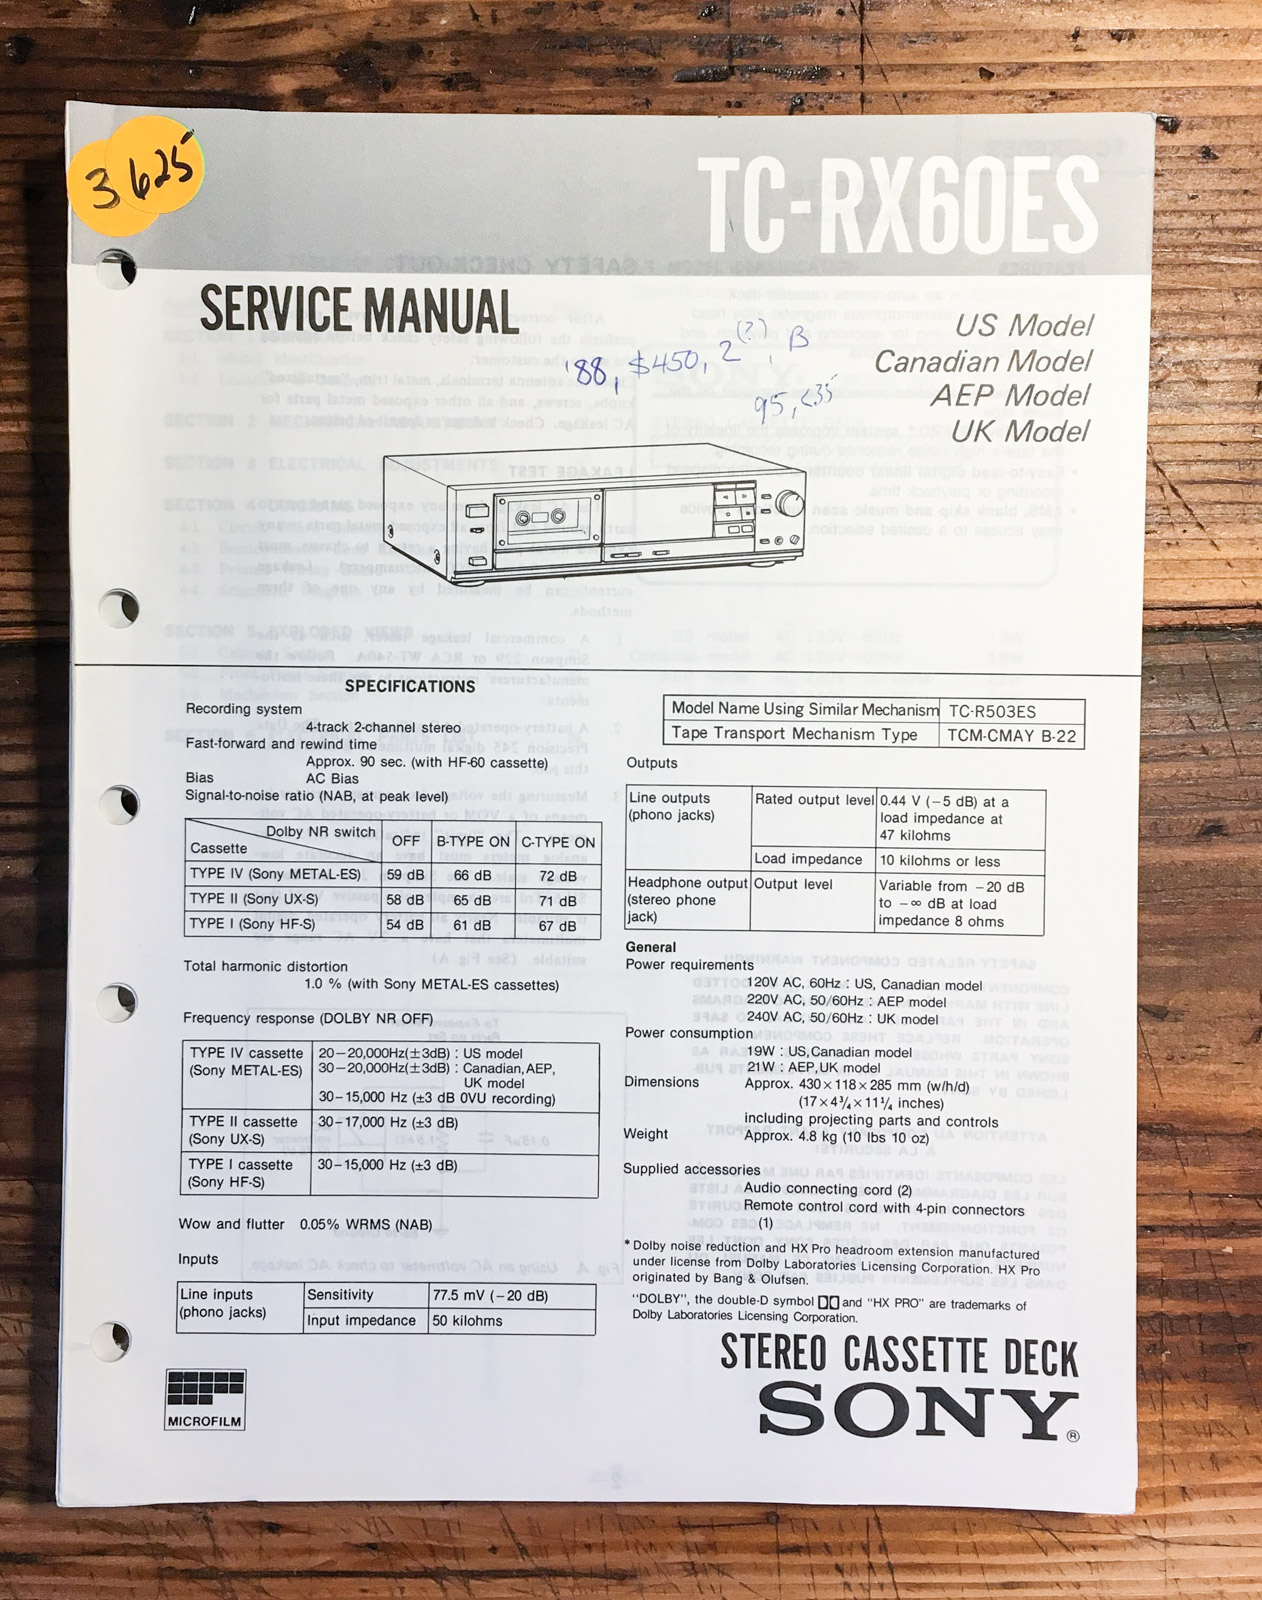 3625
TC-RX60ES
SERVICE MANUAL
US Model
Canadian Model
AEP Model
UK Model
'88, $450, 2(?), B
95,
SPECIFICATIONS
Recording system
4-track 2-channel stereo
Fast-forward and rewind time
Approx. 90 sec. (with HF-60 cassette)
Bias AC Bias
Signal-to-noise ratio (NAB, at peak level)
Dolby NR switch
Cassette
OFF B-TYPE ON C-TYPE ON
TYPE IV (Sony METAL-ES) 59 dB 66 dB 72 dB
TYPE II (Sony UX-S) 58 dB 65 dB 71 dB
TYPE I (Sony HF-S) 54 dB 61 dB 67 dB
Total harmonic distortion
1.0 % (with Sony METAL-ES cassettes)
Frequency response (DOLBY NR OFF)
TYPE IV cassette 20–20,000Hz(±3dB) : US model
(Sony METAL-ES) 30–20,000Hz(±3dB) : Canadian, AEP,
UK model
30–15,000 Hz (±3 dB 0VU recording)
TYPE II cassette 30–17,000 Hz (±3 dB)
(Sony UX-S)
TYPE I cassette 30–15,000 Hz (±3 dB)
(Sony HF-S)
Wow and flutter 0.05% WRMS (NAB)
Inputs
Line inputs Sensitivity 77.5 mV (−20 dB)
(phono jacks) Input impedance 50 kilohms
MICROFILM
Model Name Using Similar Mechanism TC-R503ES
Tape Transport Mechanism Type TCM-CMAY B-22
Outputs
Line outputs Rated output level 0.44 V (−5 dB) at a
(phono jacks) load impedance at
47 kilohms
Load impedance 10 kilohms or less
Headphone output Output level Variable from −20 dB
(stereo phone to −∞ dB at load
jack) impedance 8 ohms
General
Power requirements
120V AC, 60Hz : US, Canadian model
220V AC, 50/60Hz : AEP model
240V AC, 50/60Hz : UK model
Power consumption
19W : US, Canadian model
21W : AEP, UK model
Dimensions Approx. 430 × 118 × 285 mm (w/h/d)
(17 × 4¾ × 11¼ inches)
including projecting parts and controls
Weight Approx. 4.8 kg (10 lbs 10 oz)
Supplied accessories
Audio connecting cord (2)
Remote control cord with 4-pin connectors
(1)
* Dolby noise reduction and HX Pro headroom extension manufactured
under license from Dolby Laboratories Licensing Corporation. HX Pro
originated by Bang & Olufsen.
"DOLBY", the double-D symbol and "HX PRO" are trademarks of
Dolby Laboratories Licensing Corporation.
STEREO CASSETTE DECK
SONY®